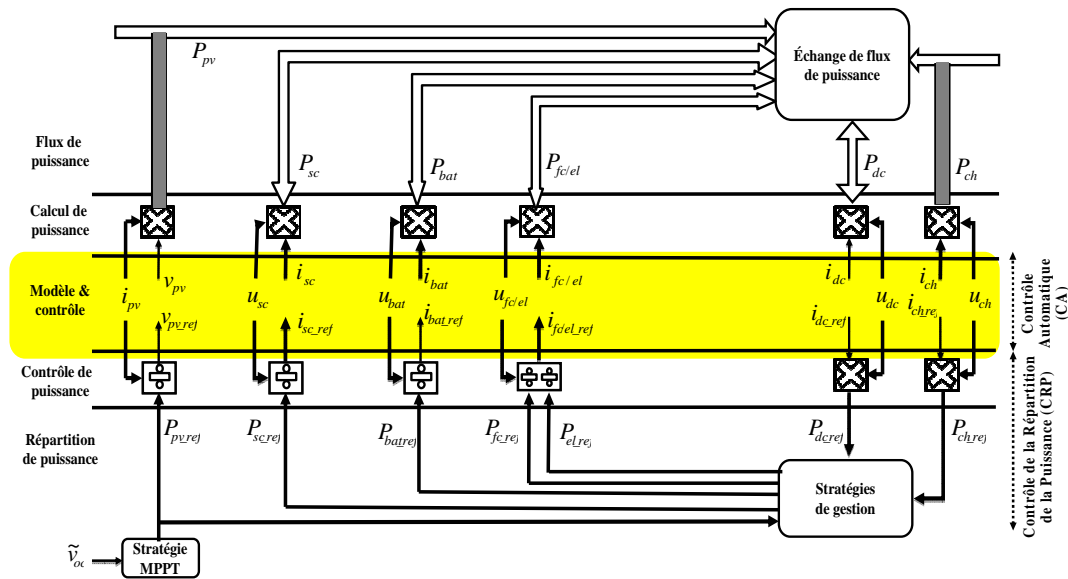 P_pv
Échange de flux
de puissance
Flux de
puissance
P_sc
P_bat
P_fc/el
P_dc
P_ch
Calcul de
puissance
Modèle &
contrôle
i_pv
v_pv
v_pv_ref
u_sc
i_sc
i_sc_ref
u_bat
i_bat
i_bat_ref
u_fc/el
i_fc/el
i_fc/el_ref
i_dc
i_dc_ref
u_dc
i_ch
i_ch_ref
u_ch
Contrôle
Automatique
(CA)
Contrôle de
puissance
Répartition
de puissance
P_pv_ref
P_sc_ref
P_bat_ref
P_fc_ref
P_el_ref
P_dc_ref
P_ch_ref
Contrôle de la Répartition
de la Puissance (CRP)
Stratégies
de gestion
ṽ_oc
Stratégie
MPPT